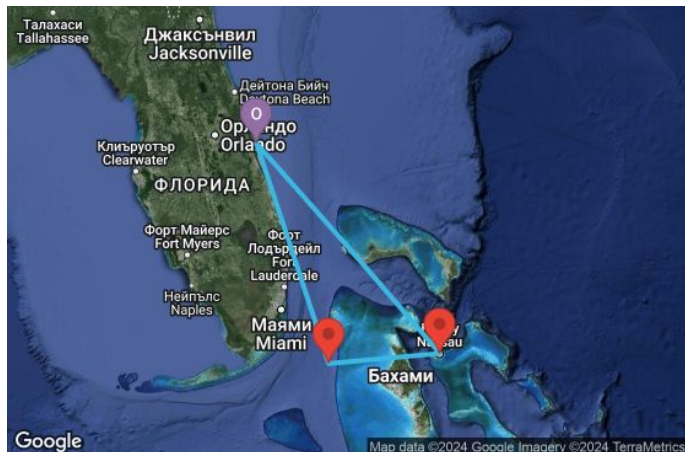 Талахаси
Tallahassee
Джаксънвил
Jacksonville
Дейтона Бийч
Daytona Beach
O
Орландо
Orlando
Клиъруотър
Clearwater
ФЛОРИДА
Форт Майерс
Fort Myers
Форт
Лодърдейл
Fort
Lauderdale
Нейпълс
Naples
Маями
Miami
Nassau
Бахами
Google
Map data ©2024 Google Imagery ©2024 TerraMetrics